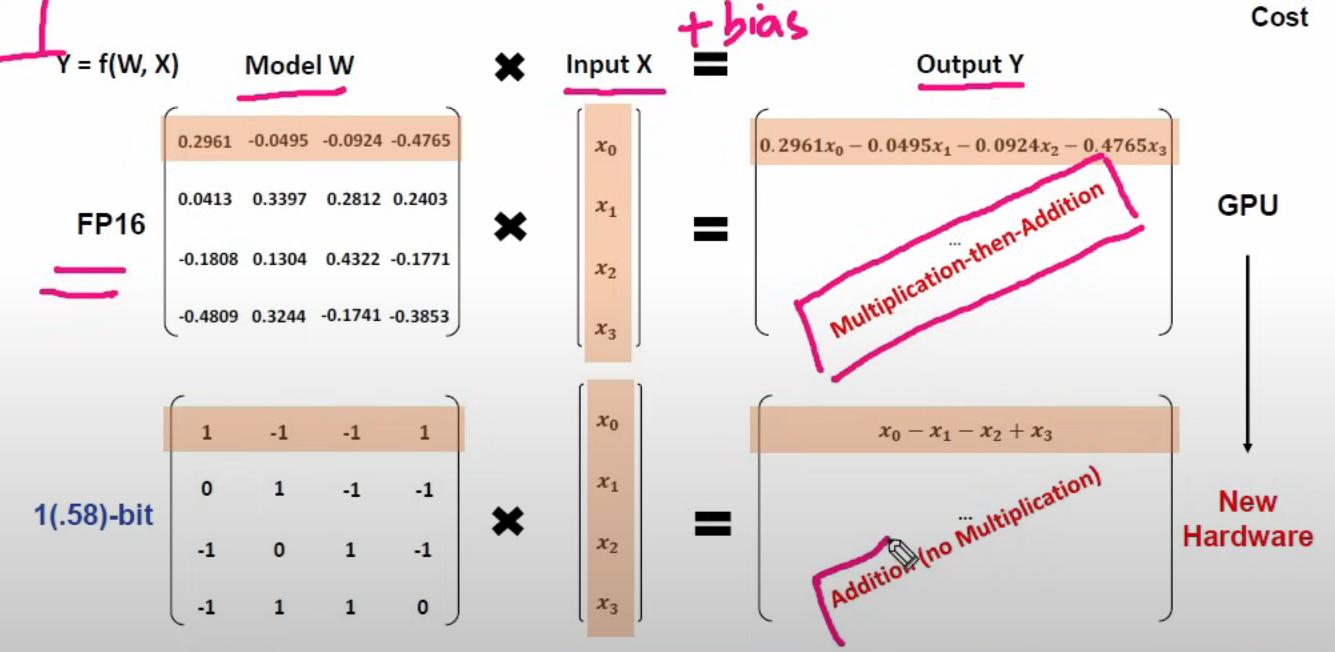 + bias
Cost
Y = f(W, X) Model W ✖ Input X = Output Y
FP16
0.2961 -0.0495 -0.0924 -0.4765
0.0413 0.3397 0.2812 0.2403
-0.1808 0.1304 0.4322 -0.1771
-0.4809 0.3244 -0.1741 -0.3853
✖
x₀
x₁
x₂
x₃
=
0.2961x₀ − 0.0495x₁ − 0.0924x₂ − 0.4765x₃
...
Multiplication-then-Addition
GPU
1(.58)-bit
1 -1 -1 1
0 1 -1 -1
-1 0 1 -1
-1 1 1 0
✖
x₀
x₁
x₂
x₃
=
x₀ − x₁ − x₂ + x₃
...
Addition (no Multiplication)
New
Hardware